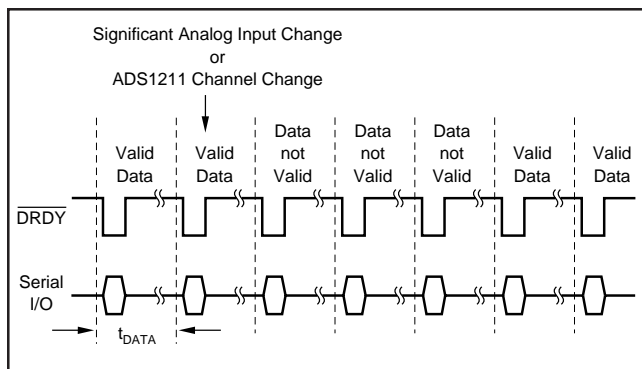 Significant Analog Input Change
or
ADS1211 Channel Change
Valid
Data
Valid
Data
Data
not
Valid
Data
not
Valid
Data
not
Valid
Valid
Data
Valid
Data
DRDY
Serial
I/O
tDATA